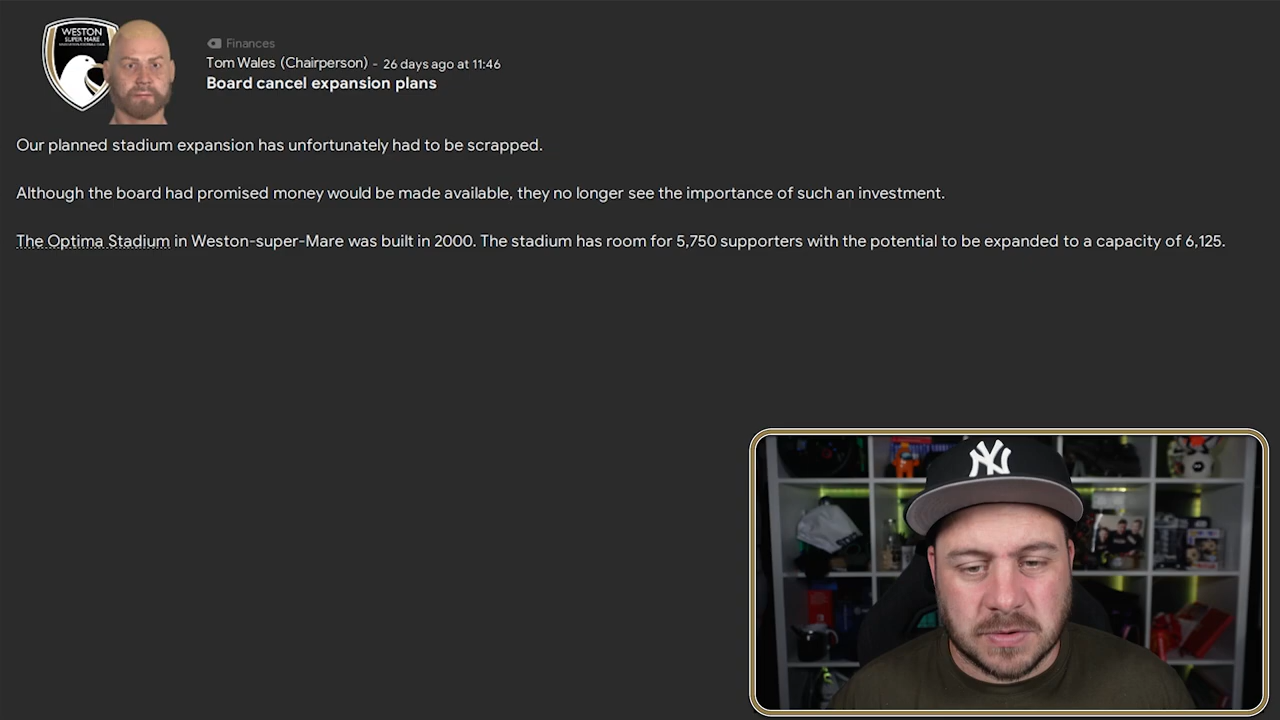 WESTON
SUPER MARE
Finances
Tom Wales (Chairperson) - 26 days ago at 11:46
Board cancel expansion plans
Our planned stadium expansion has unfortunately had to be scrapped.
Although the board had promised money would be made available, they no longer see the importance of such an investment.
The Optima Stadium in Weston-super-Mare was built in 2000. The stadium has room for 5,750 supporters with the potential to be expanded to a capacity of 6,125.
NY